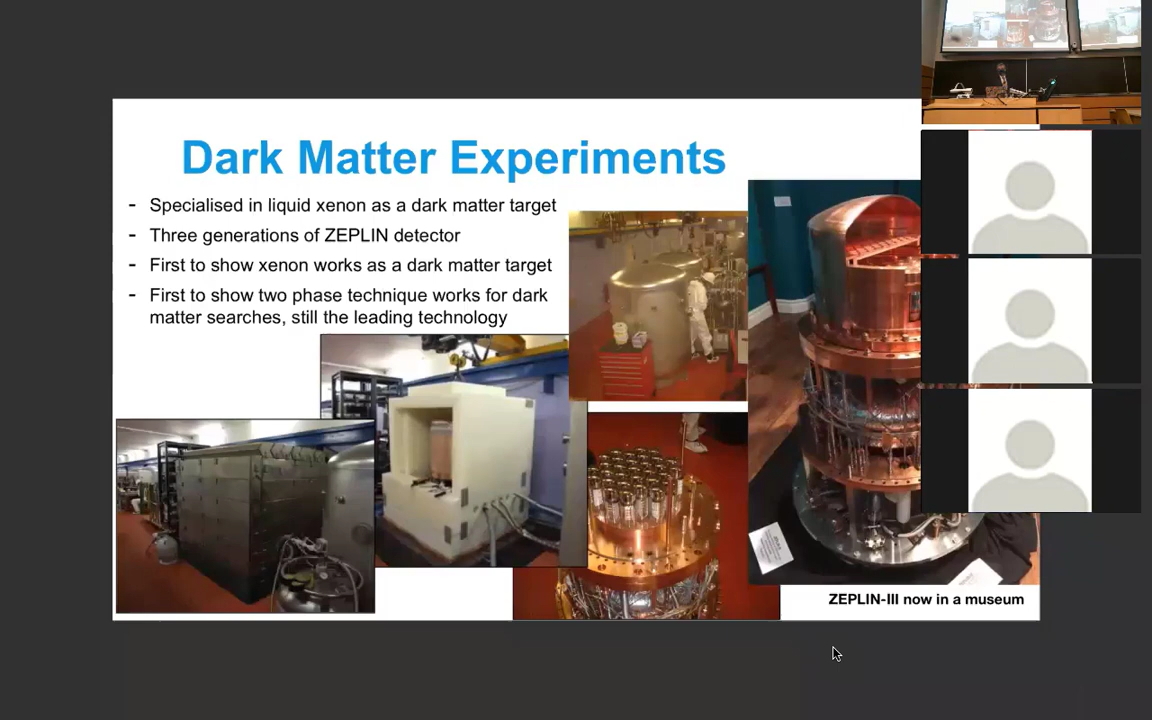 Dark Matter Experiments
- Specialised in liquid xenon as a dark matter target
- Three generations of ZEPLIN detector
- First to show xenon works as a dark matter target
- First to show two phase technique works for dark
matter searches, still the leading technology
ZEPLIN-III now in a museum